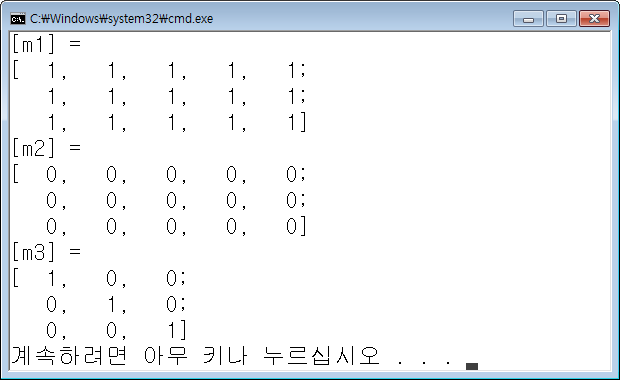 C:₩Windows₩system32₩cmd.exe
[m1] =
[  1,  1,  1,  1,  1;
   1,  1,  1,  1,  1;
   1,  1,  1,  1,  1]
[m2] =
[  0,  0,  0,  0,  0;
   0,  0,  0,  0,  0;
   0,  0,  0,  0,  0]
[m3] =
[  1,  0,  0;
   0,  1,  0;
   0,  0,  1]
계속하려면 아무 키나 누르십시오 . . .